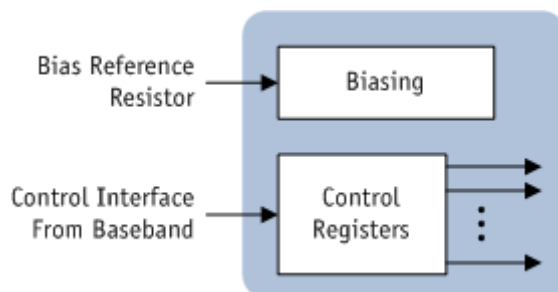 Bias Reference
Resistor
Biasing
Control Interface
From Baseband
Control
Registers